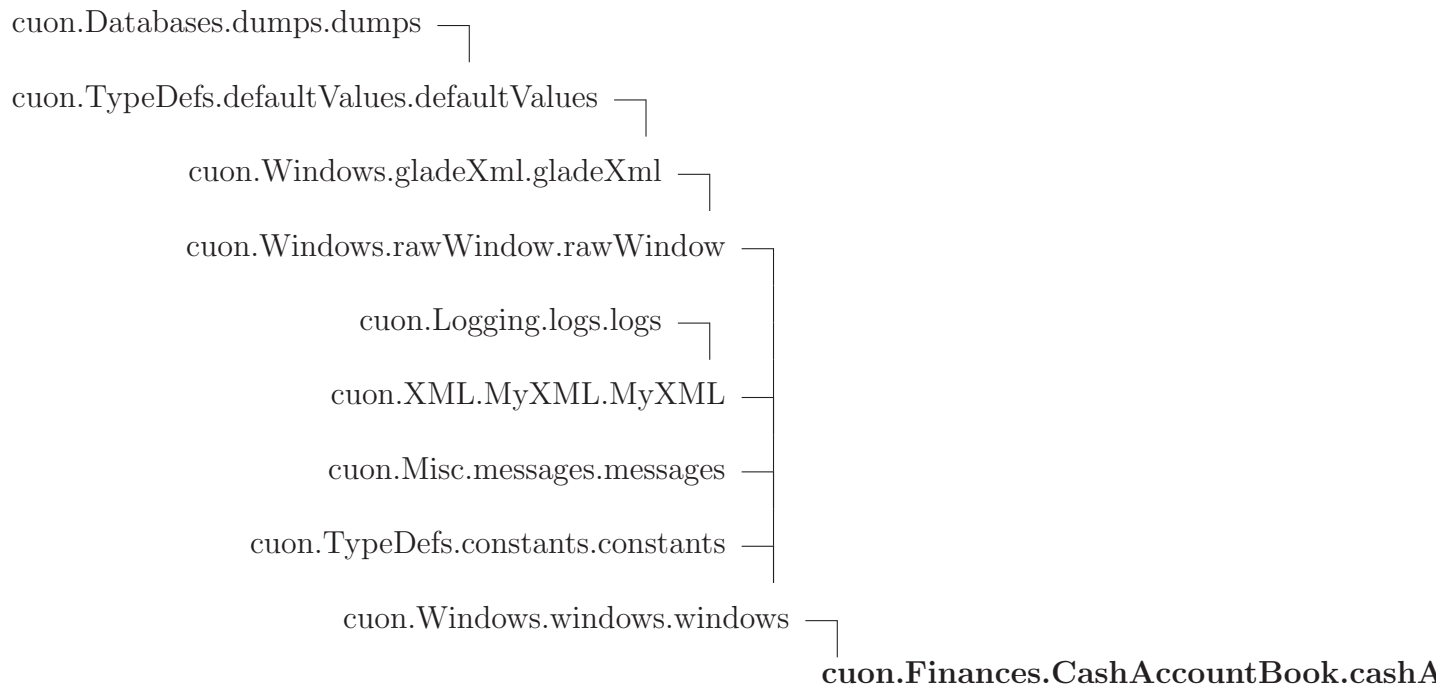 cuon.Databases.dumps.dumps
cuon.TypeDefs.defaultValues.defaultValues
cuon.Windows.gladeXml.gladeXml
cuon.Windows.rawWindow.rawWindow
cuon.Logging.logs.logs
cuon.XML.MyXML.MyXML
cuon.Misc.messages.messages
cuon.TypeDefs.constants.constants
cuon.Windows.windows.windows
cuon.Finances.CashAccountBook.cashA